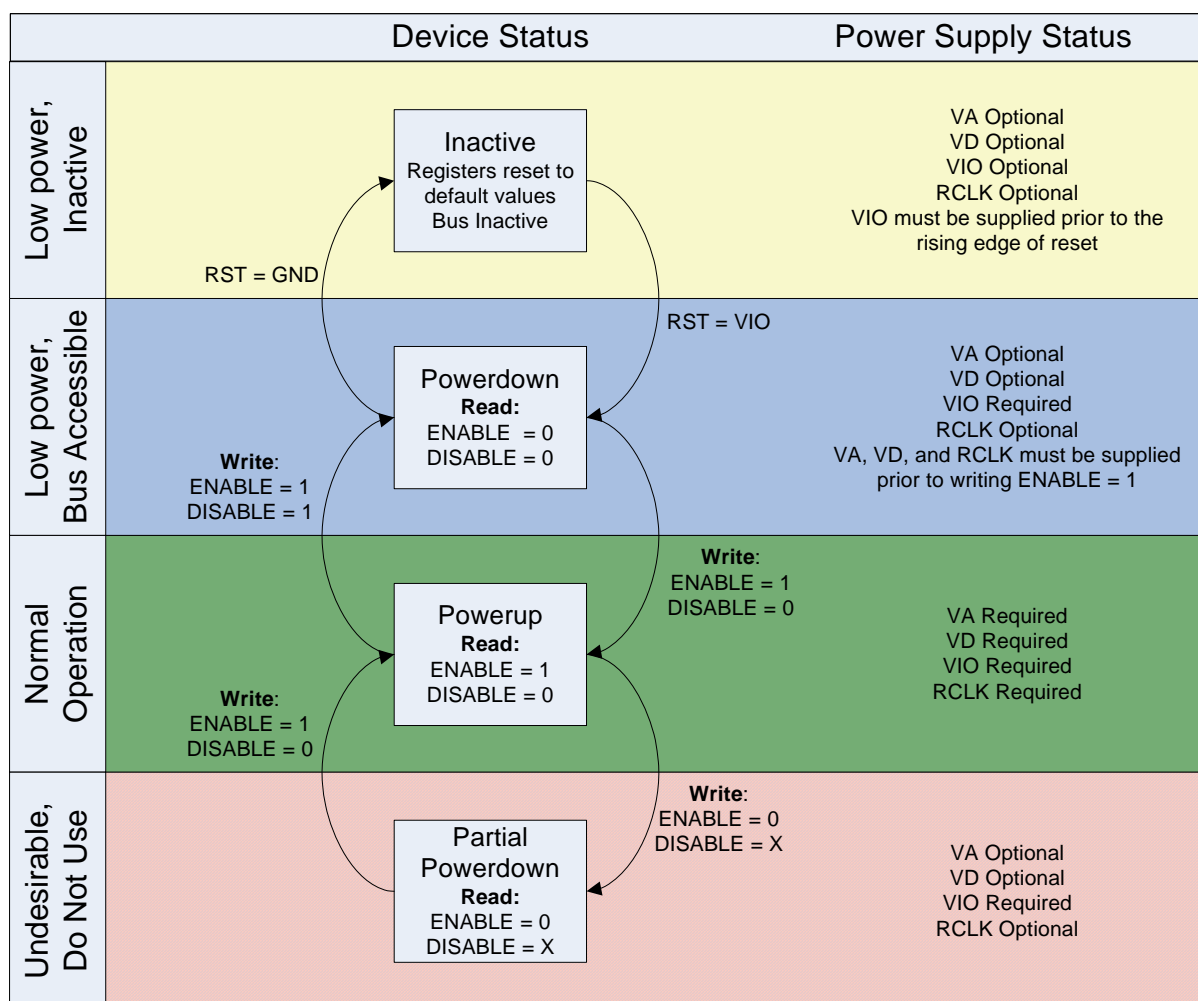 Device Status
Power Supply Status
Low power,
Inactive
Inactive
Registers reset to
default values
Bus Inactive
VA Optional
VD Optional
VIO Optional
RCLK Optional
VIO must be supplied prior to the
rising edge of reset
RST = GND
RST = VIO
Low power,
Bus Accessible
Powerdown
Read:
ENABLE = 0
DISABLE = 0
VA Optional
VD Optional
VIO Required
RCLK Optional
VA, VD, and RCLK must be supplied
prior to writing ENABLE = 1
Write:
ENABLE = 1
DISABLE = 1
Write:
ENABLE = 1
DISABLE = 0
Normal
Operation
Powerup
Read:
ENABLE = 1
DISABLE = 0
VA Required
VD Required
VIO Required
RCLK Required
Write:
ENABLE = 1
DISABLE = 0
Write:
ENABLE = 0
DISABLE = X
Undesirable,
Do Not Use
Partial
Powerdown
Read:
ENABLE = 0
DISABLE = X
VA Optional
VD Optional
VIO Required
RCLK Optional